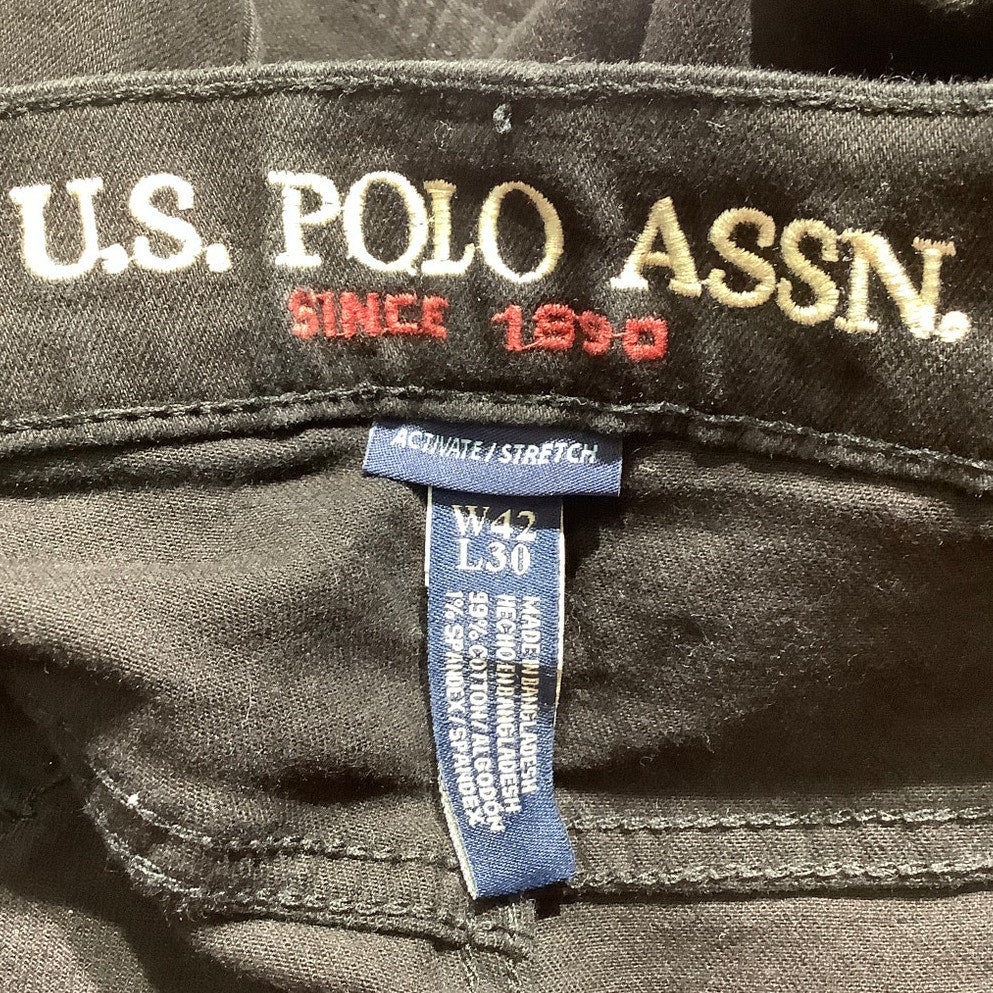 U.S. POLO ASSN.
SINCE 1890
ACTIVATE / STRETCH
W42
L30
MADE IN BANGLADESH
HECHO EN BANGLADESH
99% COTTON/ALGODÓN
1% SPANDEX/SPANDEX